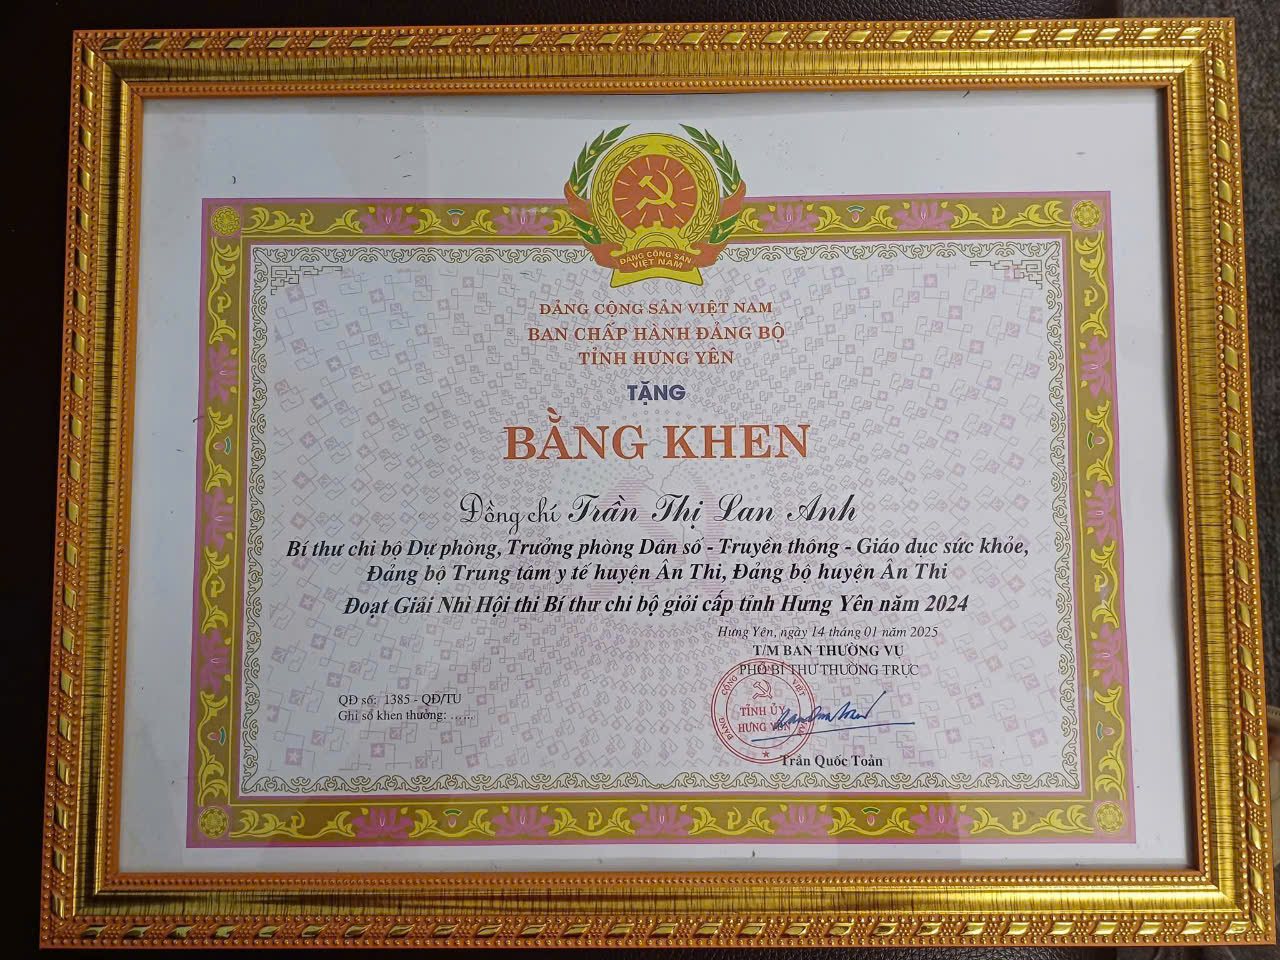 ĐẢNG CỘNG SẢN
VIỆT NAM
ĐẢNG CỘNG SẢN VIỆT NAM
BAN CHẤP HÀNH ĐẢNG BỘ
TỈNH HƯNG YÊN
TẶNG
BẰNG KHEN
Đồng chí Trần Thị Lan Anh
Bí thư chi bộ Dự phòng, Trưởng phòng Dân số - Truyền thông - Giáo dục sức khỏe,
Đảng bộ Trung tâm y tế huyện Ân Thi, Đảng bộ huyện Ân Thi
Đoạt Giải Nhì Hội thi Bí thư chi bộ giỏi cấp tỉnh Hưng Yên năm 2024
Hưng Yên, ngày 14 tháng 01 năm 2025
T/M BAN THƯỜNG VỤ
PHÓ BÍ THƯ THƯỜNG TRỰC
QĐ số: 1385 - QĐ/TU
Ghi sổ khen thưởng: ......
TỈNH ỦY
HƯNG YÊN
Trần Quốc Toản